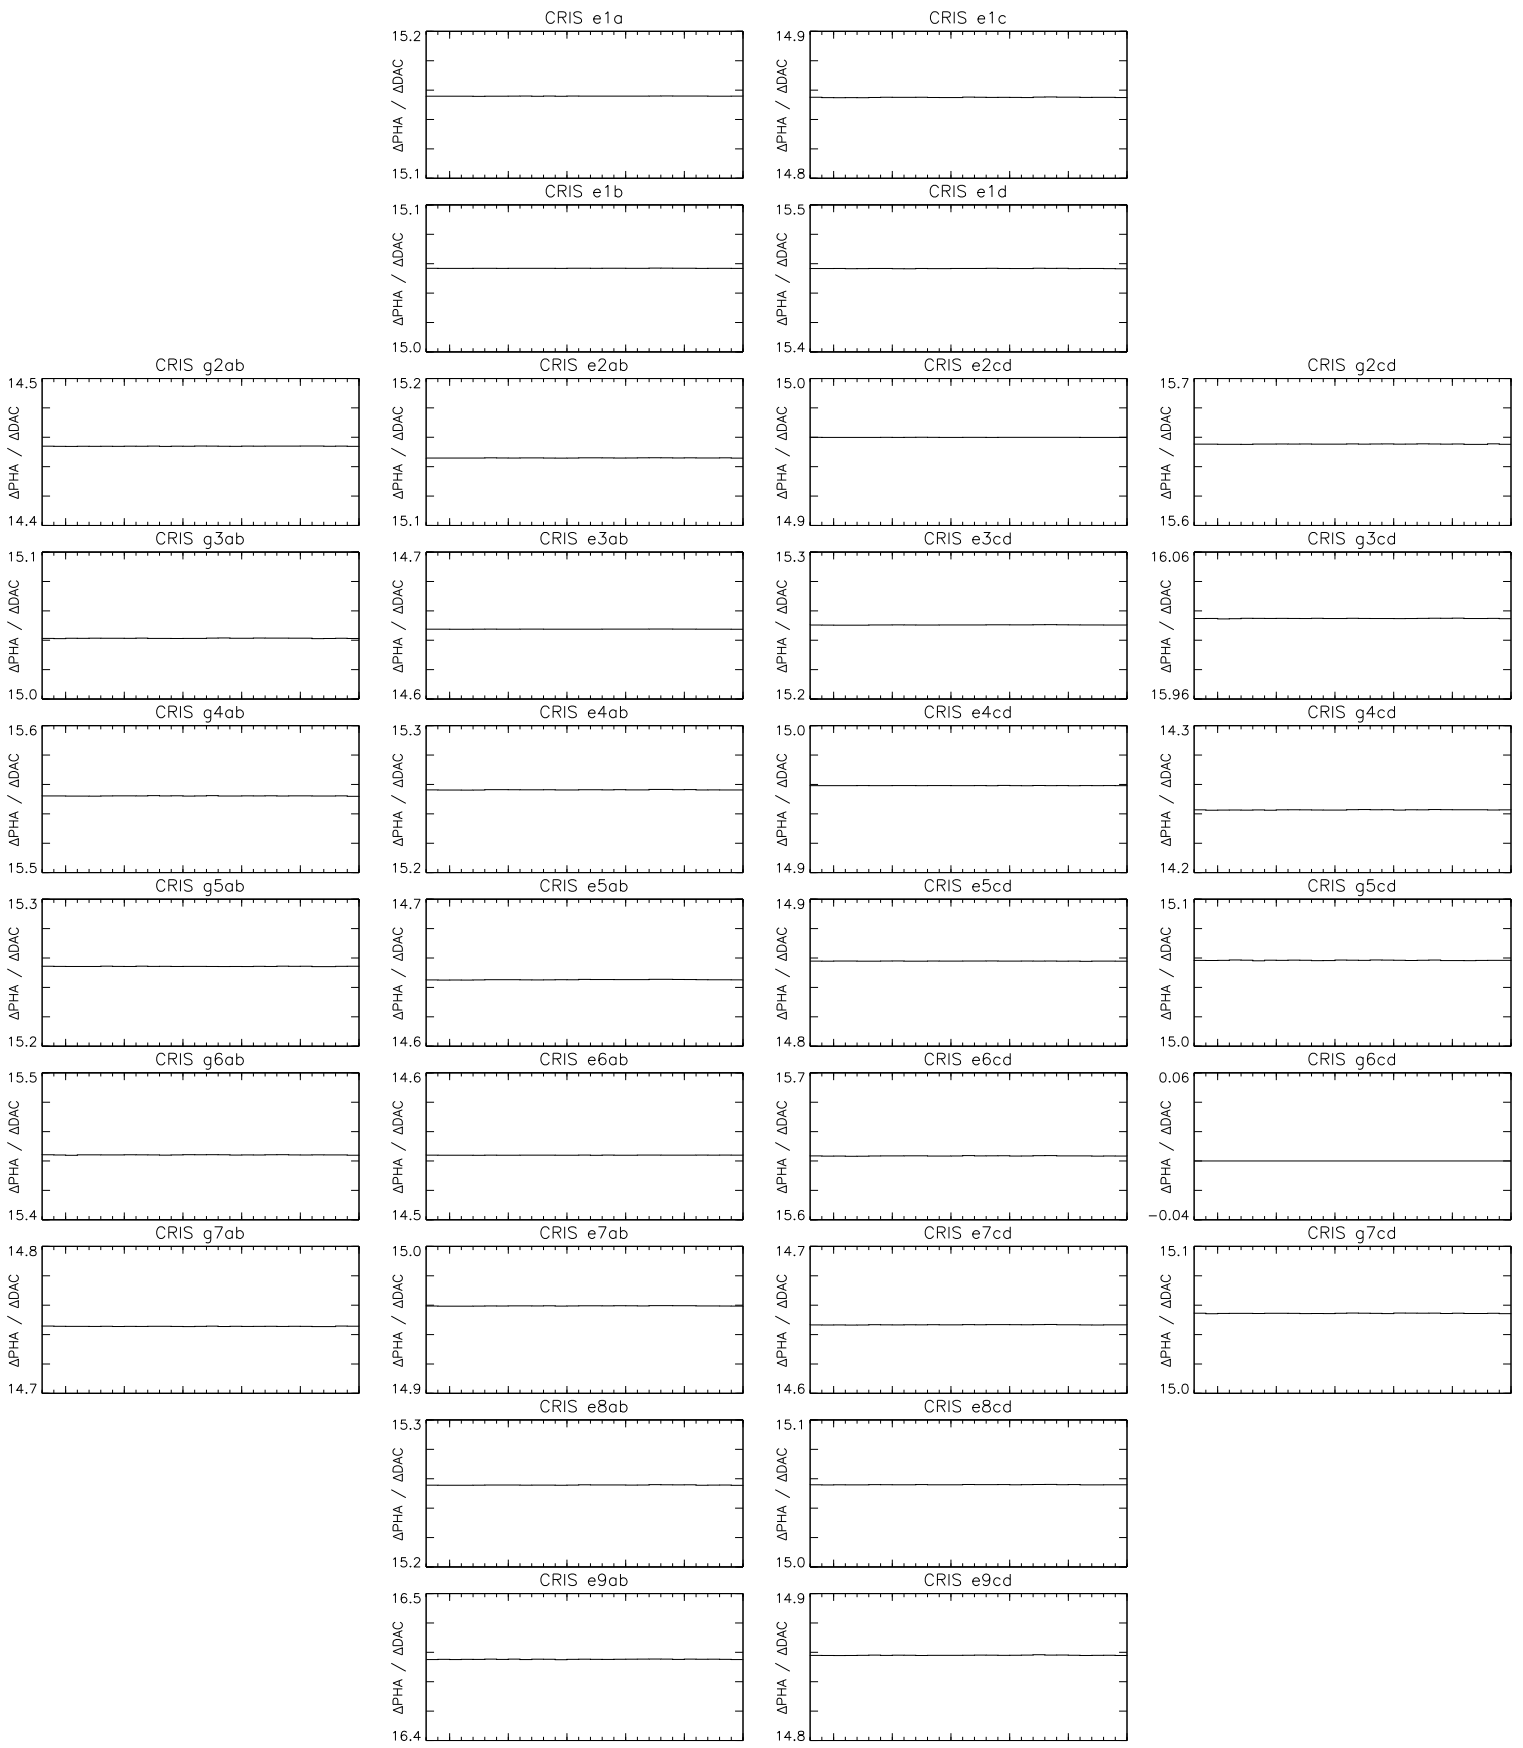 CRIS e1a
15.2
ΔPHA / ΔDAC
15.1
CRIS e1c
14.9
ΔPHA / ΔDAC
14.8
CRIS e1b
15.1
ΔPHA / ΔDAC
15.0
CRIS e1d
15.5
ΔPHA / ΔDAC
15.4
CRIS g2ab
14.5
ΔPHA / ΔDAC
14.4
CRIS e2ab
15.2
ΔPHA / ΔDAC
15.1
CRIS e2cd
15.0
ΔPHA / ΔDAC
14.9
CRIS g2cd
15.7
ΔPHA / ΔDAC
15.6
CRIS g3ab
15.1
ΔPHA / ΔDAC
15.0
CRIS e3ab
14.7
ΔPHA / ΔDAC
14.6
CRIS e3cd
15.3
ΔPHA / ΔDAC
15.2
CRIS g3cd
16.06
ΔPHA / ΔDAC
15.96
CRIS g4ab
15.6
ΔPHA / ΔDAC
15.5
CRIS e4ab
15.3
ΔPHA / ΔDAC
15.2
CRIS e4cd
15.0
ΔPHA / ΔDAC
14.9
CRIS g4cd
14.3
ΔPHA / ΔDAC
14.2
CRIS g5ab
15.3
ΔPHA / ΔDAC
15.2
CRIS e5ab
14.7
ΔPHA / ΔDAC
14.6
CRIS e5cd
14.9
ΔPHA / ΔDAC
14.8
CRIS g5cd
15.1
ΔPHA / ΔDAC
15.0
CRIS g6ab
15.5
ΔPHA / ΔDAC
15.4
CRIS e6ab
14.6
ΔPHA / ΔDAC
14.5
CRIS e6cd
15.7
ΔPHA / ΔDAC
15.6
CRIS g6cd
0.06
ΔPHA / ΔDAC
−0.04
CRIS g7ab
14.8
ΔPHA / ΔDAC
14.7
CRIS e7ab
15.0
ΔPHA / ΔDAC
14.9
CRIS e7cd
14.7
ΔPHA / ΔDAC
14.6
CRIS g7cd
15.1
ΔPHA / ΔDAC
15.0
CRIS e8ab
15.3
ΔPHA / ΔDAC
15.2
CRIS e8cd
15.1
ΔPHA / ΔDAC
15.0
CRIS e9ab
16.5
ΔPHA / ΔDAC
16.4
CRIS e9cd
14.9
ΔPHA / ΔDAC
14.8